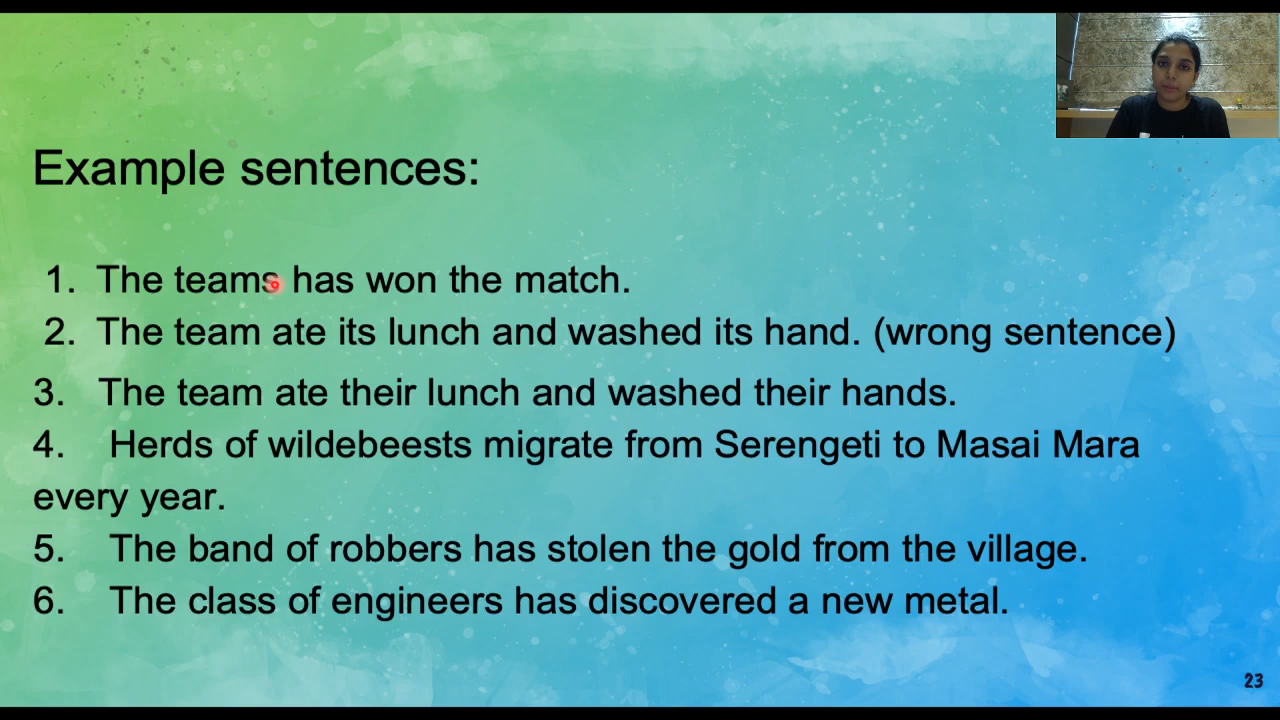 Example sentences:
1. The teams has won the match.
2. The team ate its lunch and washed its hand. (wrong sentence)
3. The team ate their lunch and washed their hands.
4. Herds of wildebeests migrate from Serengeti to Masai Mara
every year.
5. The band of robbers has stolen the gold from the village.
6. The class of engineers has discovered a new metal.
23